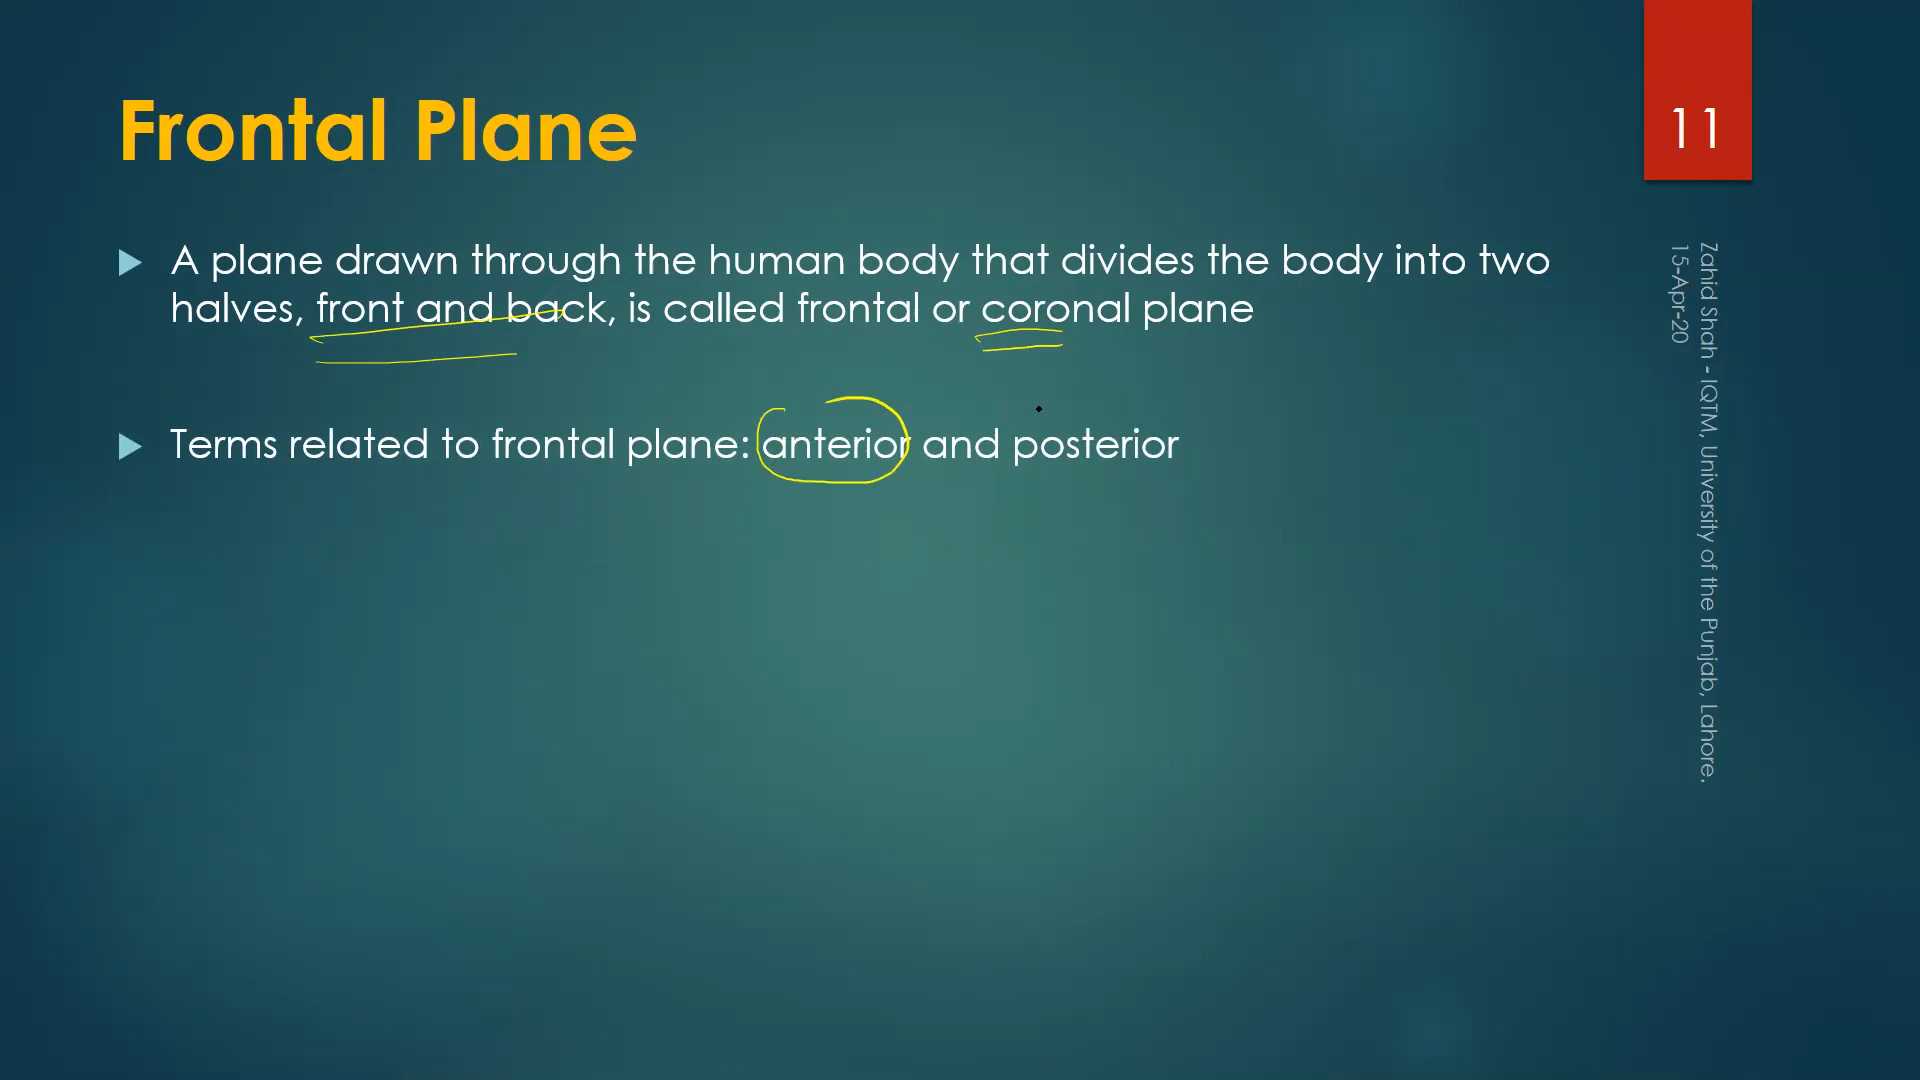 Frontal Plane
11
A plane drawn through the human body that divides the body into two
halves, front and back, is called frontal or coronal plane
Terms related to frontal plane: anterior and posterior
Zahid Shah - IQTM, University of the Punjab, Lahore.
15-Apr-20